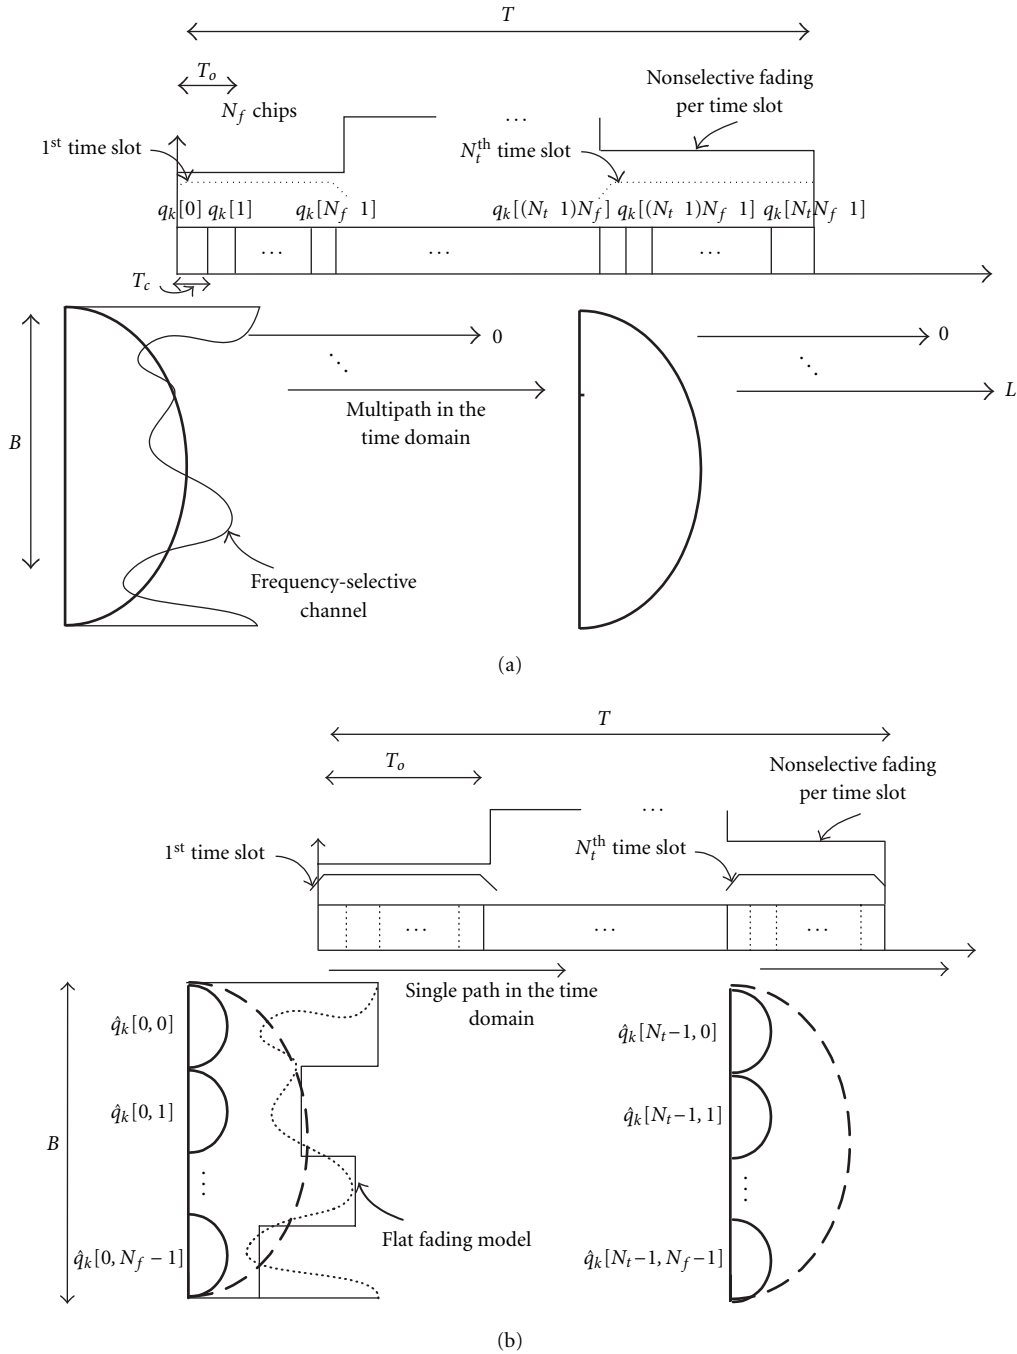 T
T_o
N_f chips
Nonselective fading
per time slot
1^st time slot
N_t^th time slot
...
q_k[0] q_k[1] q_k[N_f 1] q_k[(N_t 1)N_f] q_k[(N_t 1)N_f 1] q_k[N_tN_f 1]
... ... ...
T_c
B
0
Multipath in the
time domain
Frequency-selective
channel
0
L
(a)
T
T_o
Nonselective fading
per time slot
1^st time slot
N_t^th time slot
...
... ... ...
Single path in the time
domain
B
q̂_k[0, 0]
q̂_k[0, 1]
q̂_k[0, N_f − 1]
Flat fading model
q̂_k[N_t−1, 0]
q̂_k[N_t−1, 1]
q̂_k[N_t−1, N_f−1]
(b)